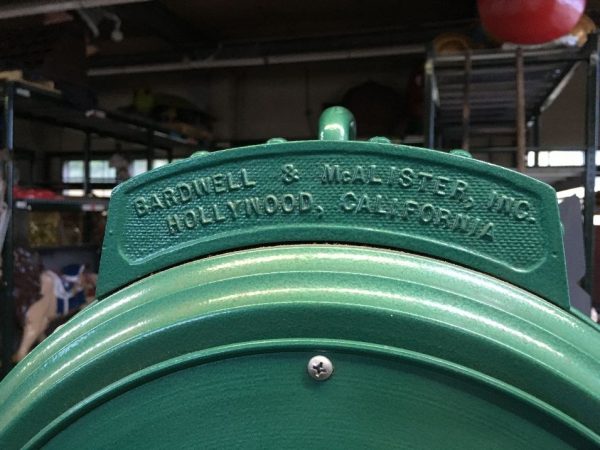 BARDWELL & McALISTER, INC.
HOLLYWOOD, CALIFORNIA